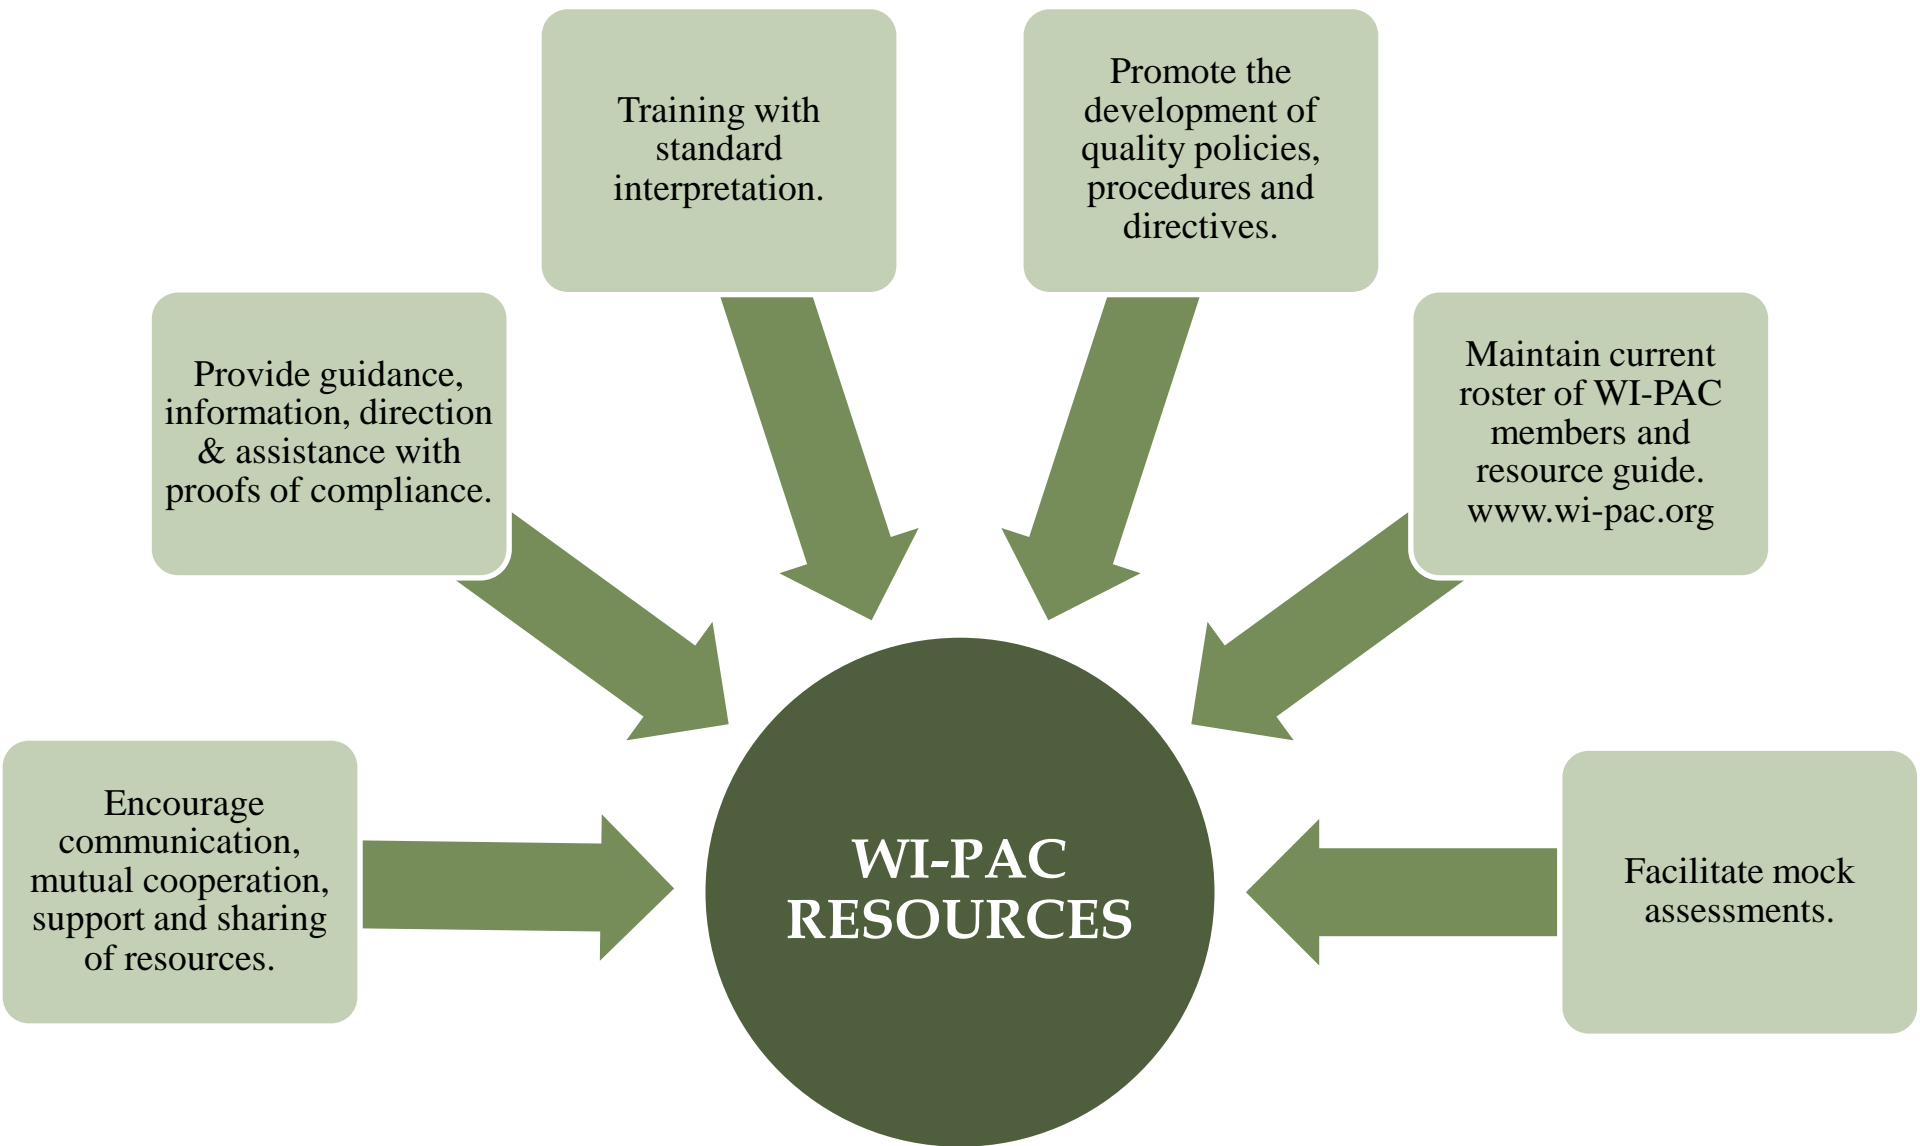 Training with
standard
interpretation.
Promote the
development of
quality policies,
procedures and
directives.
Provide guidance,
information, direction
& assistance with
proofs of compliance.
Maintain current
roster of WI-PAC
members and
resource guide.
www.wi-pac.org
Encourage
communication,
mutual cooperation,
support and sharing
of resources.
WI-PAC
RESOURCES
Facilitate mock
assessments.